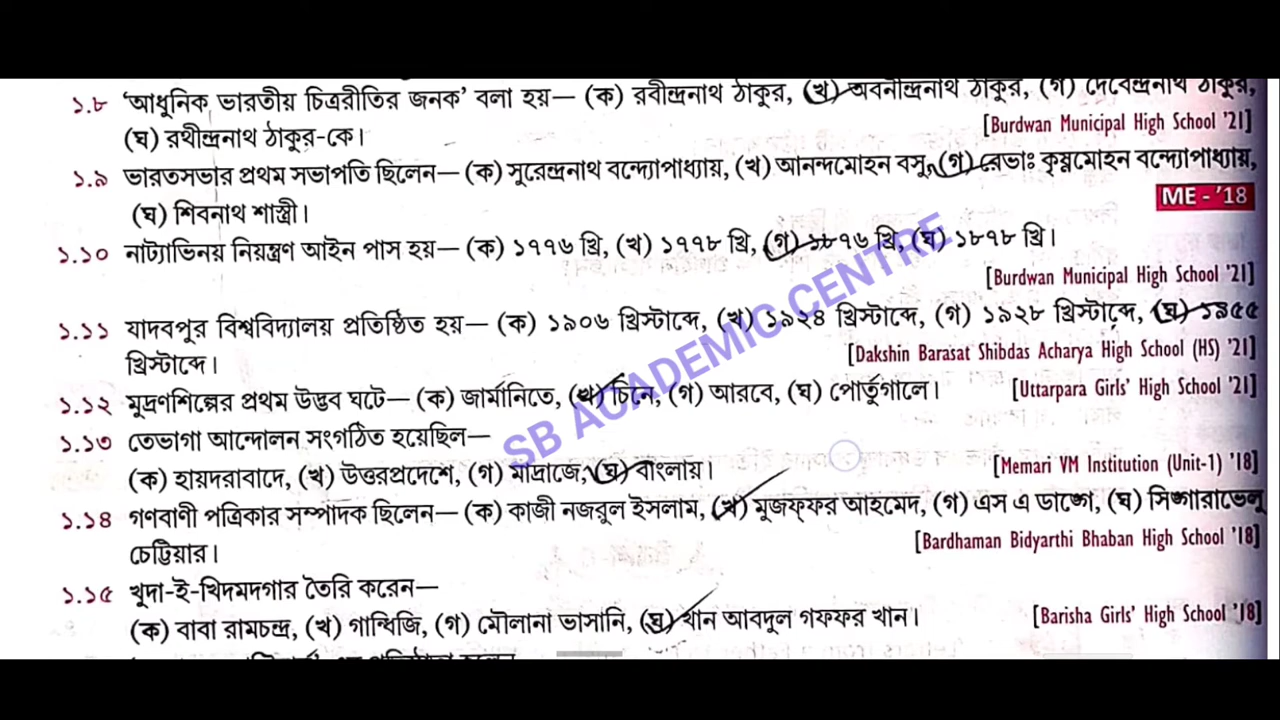 ১.৮ 'আধুনিক ভারতীয় চিত্ররীতির জনক' বলা হয়— (ক) রবীন্দ্রনাথ ঠাকুর, (খ) অবনীন্দ্রনাথ ঠাকুর, (গ) দেবেন্দ্রনাথ ঠাকুর,
(ঘ) রথীন্দ্রনাথ ঠাকুর-কে। [Burdwan Municipal High School '21]
১.৯ ভারতসভার প্রথম সভাপতি ছিলেন— (ক) সুরেন্দ্রনাথ বন্দ্যোপাধ্যায়, (খ) আনন্দমোহন বসু, (গ) রেভাঃ কৃষ্ণমোহন বন্দ্যোপাধ্যায়,
(ঘ) শিবনাথ শাস্ত্রী। ME - '18
১.১০ নাট্যাভিনয় নিয়ন্ত্রণ আইন পাস হয়— (ক) ১৭৭৬ খ্রি, (খ) ১৭৭৮ খ্রি, (গ) ১৮৭৬ খ্রি, (ঘ) ১৮৭৮ খ্রি।
[Burdwan Municipal High School '21]
১.১১ যাদবপুর বিশ্ববিদ্যালয় প্রতিষ্ঠিত হয়— (ক) ১৯০৬ খ্রিস্টাব্দে, (খ) ১৯২৪ খ্রিস্টাব্দে, (গ) ১৯২৮ খ্রিস্টাব্দে, (ঘ) ১৯৫৫
খ্রিস্টাব্দে। [Dakshin Barasat Shibdas Acharya High School (HS) '21]
১.১২ মুদ্রণশিল্পের প্রথম উদ্ভব ঘটে— (ক) জার্মানিতে, (খ) চিনে, (গ) আরবে, (ঘ) পোর্তুগালে। [Uttarpara Girls' High School '21]
১.১৩ তেভাগা আন্দোলন সংগঠিত হয়েছিল—
(ক) হায়দরাবাদে, (খ) উত্তরপ্রদেশে, (গ) মাদ্রাজে, (ঘ) বাংলায়। [Memari VM Institution (Unit-1) '18]
১.১৪ গণবাণী পত্রিকার সম্পাদক ছিলেন— (ক) কাজী নজরুল ইসলাম, (খ) মুজফ্‌ফর আহমেদ, (গ) এস এ ডাঙ্গে, (ঘ) সিঙ্গারাভেলু
চেট্টিয়ার। [Bardhaman Bidyarthi Bhaban High School '18]
১.১৫ খুদা-ই-খিদমদগার তৈরি করেন—
(ক) বাবা রামচন্দ্র, (খ) গান্ধিজি, (গ) মৌলানা ভাসানি, (ঘ) খান আবদুল গফফর খান। [Barisha Girls' High School '18]
SB ACADEMIC CENTRE